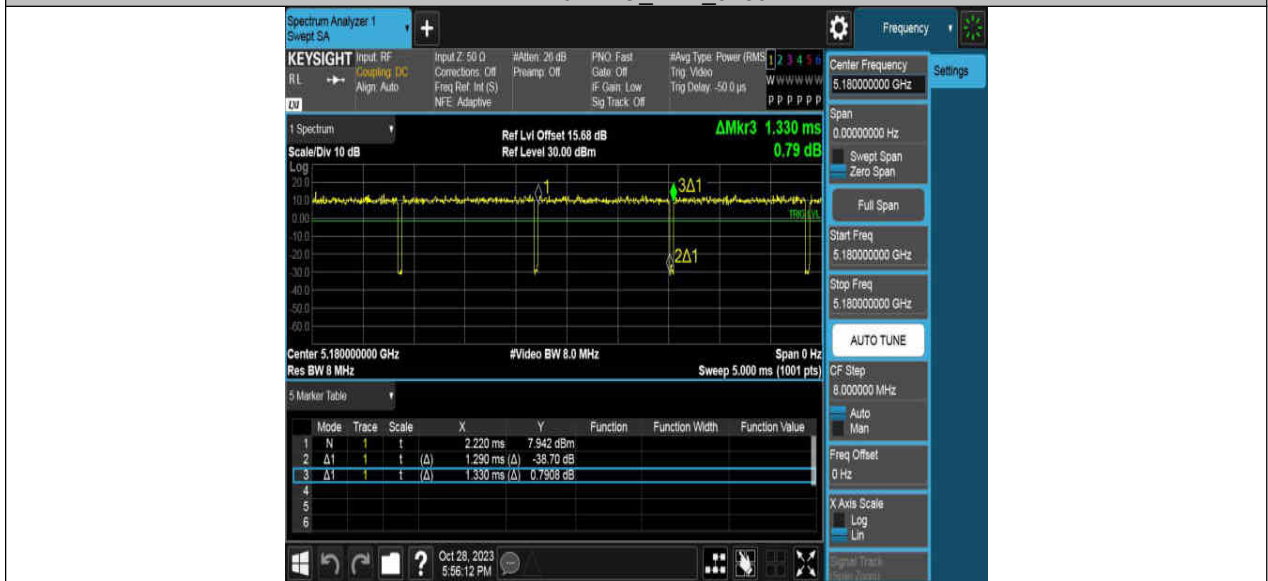 Spectrum Analyzer 1
Swept SA
+
Frequency
KEYSIGHT
RL
LXI
Input: RF
Coupling: DC
Align: Auto
Input Z: 50 Ω
Corrections: Off
Freq Ref: Int (S)
NFE: Adaptive
#Atten: 26 dB
Preamp: Off
PNO: Fast
Gate: Off
IF Gain: Low
Sig Track: Off
#Avg Type: Power (RMS
Trig: Video
Trig Delay: -50.0 µs
1 2 3 4 5 6
W W W W W W
P P P P P P
Center Frequency
5.180000000 GHz
Settings
1 Spectrum
Scale/Div 10 dB
Log
Ref Lvl Offset 15.68 dB
Ref Level 30.00 dBm
ΔMkr3 1.330 ms
0.79 dB
20.0
10.0
0.00
-10.0
-20.0
-30.0
-40.0
-50.0
-60.0
1
3Δ1
2Δ1
TRIG LVL
Center 5.180000000 GHz
Res BW 8 MHz
#Video BW 8.0 MHz
Span 0 Hz
Sweep 5.000 ms (1001 pts)
Span
0.00000000 Hz
Swept Span
Zero Span
Full Span
Start Freq
5.180000000 GHz
Stop Freq
5.180000000 GHz
AUTO TUNE
CF Step
8.000000 MHz
Auto
Man
Freq Offset
0 Hz
X Axis Scale
Log
Lin
Signal Track
(Span Zoom)
5 Marker Table
Mode Trace Scale X Y Function Function Width Function Value
1 N 1 t 2.220 ms 7.942 dBm
2 Δ1 1 t (Δ) 1.290 ms (Δ) -38.70 dB
3 Δ1 1 t (Δ) 1.330 ms (Δ) 0.7908 dB
4
5
6
?
Oct 28, 2023
5:56:12 PM